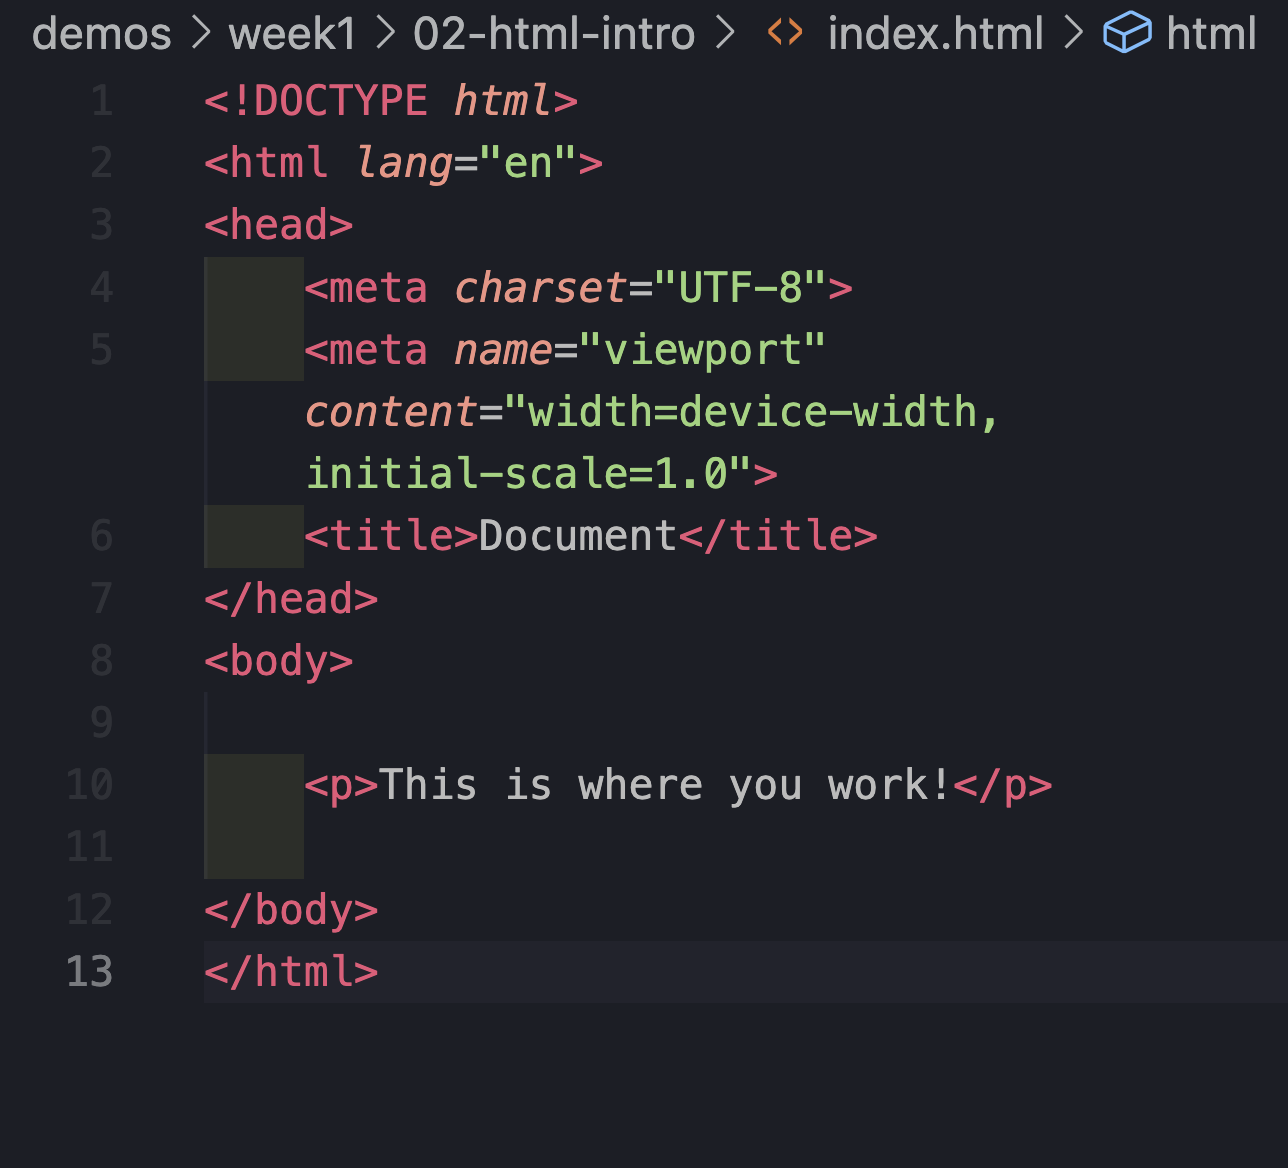 demos > week1 > 02-html-intro > <> index.html > html
1 <!DOCTYPE html>
2 <html lang="en">
3 <head>
4 <meta charset="UTF-8">
5 <meta name="viewport"
content="width=device-width,
initial-scale=1.0">
6 <title>Document</title>
7 </head>
8 <body>
9
10 <p>This is where you work!</p>
11
12 </body>
13 </html>